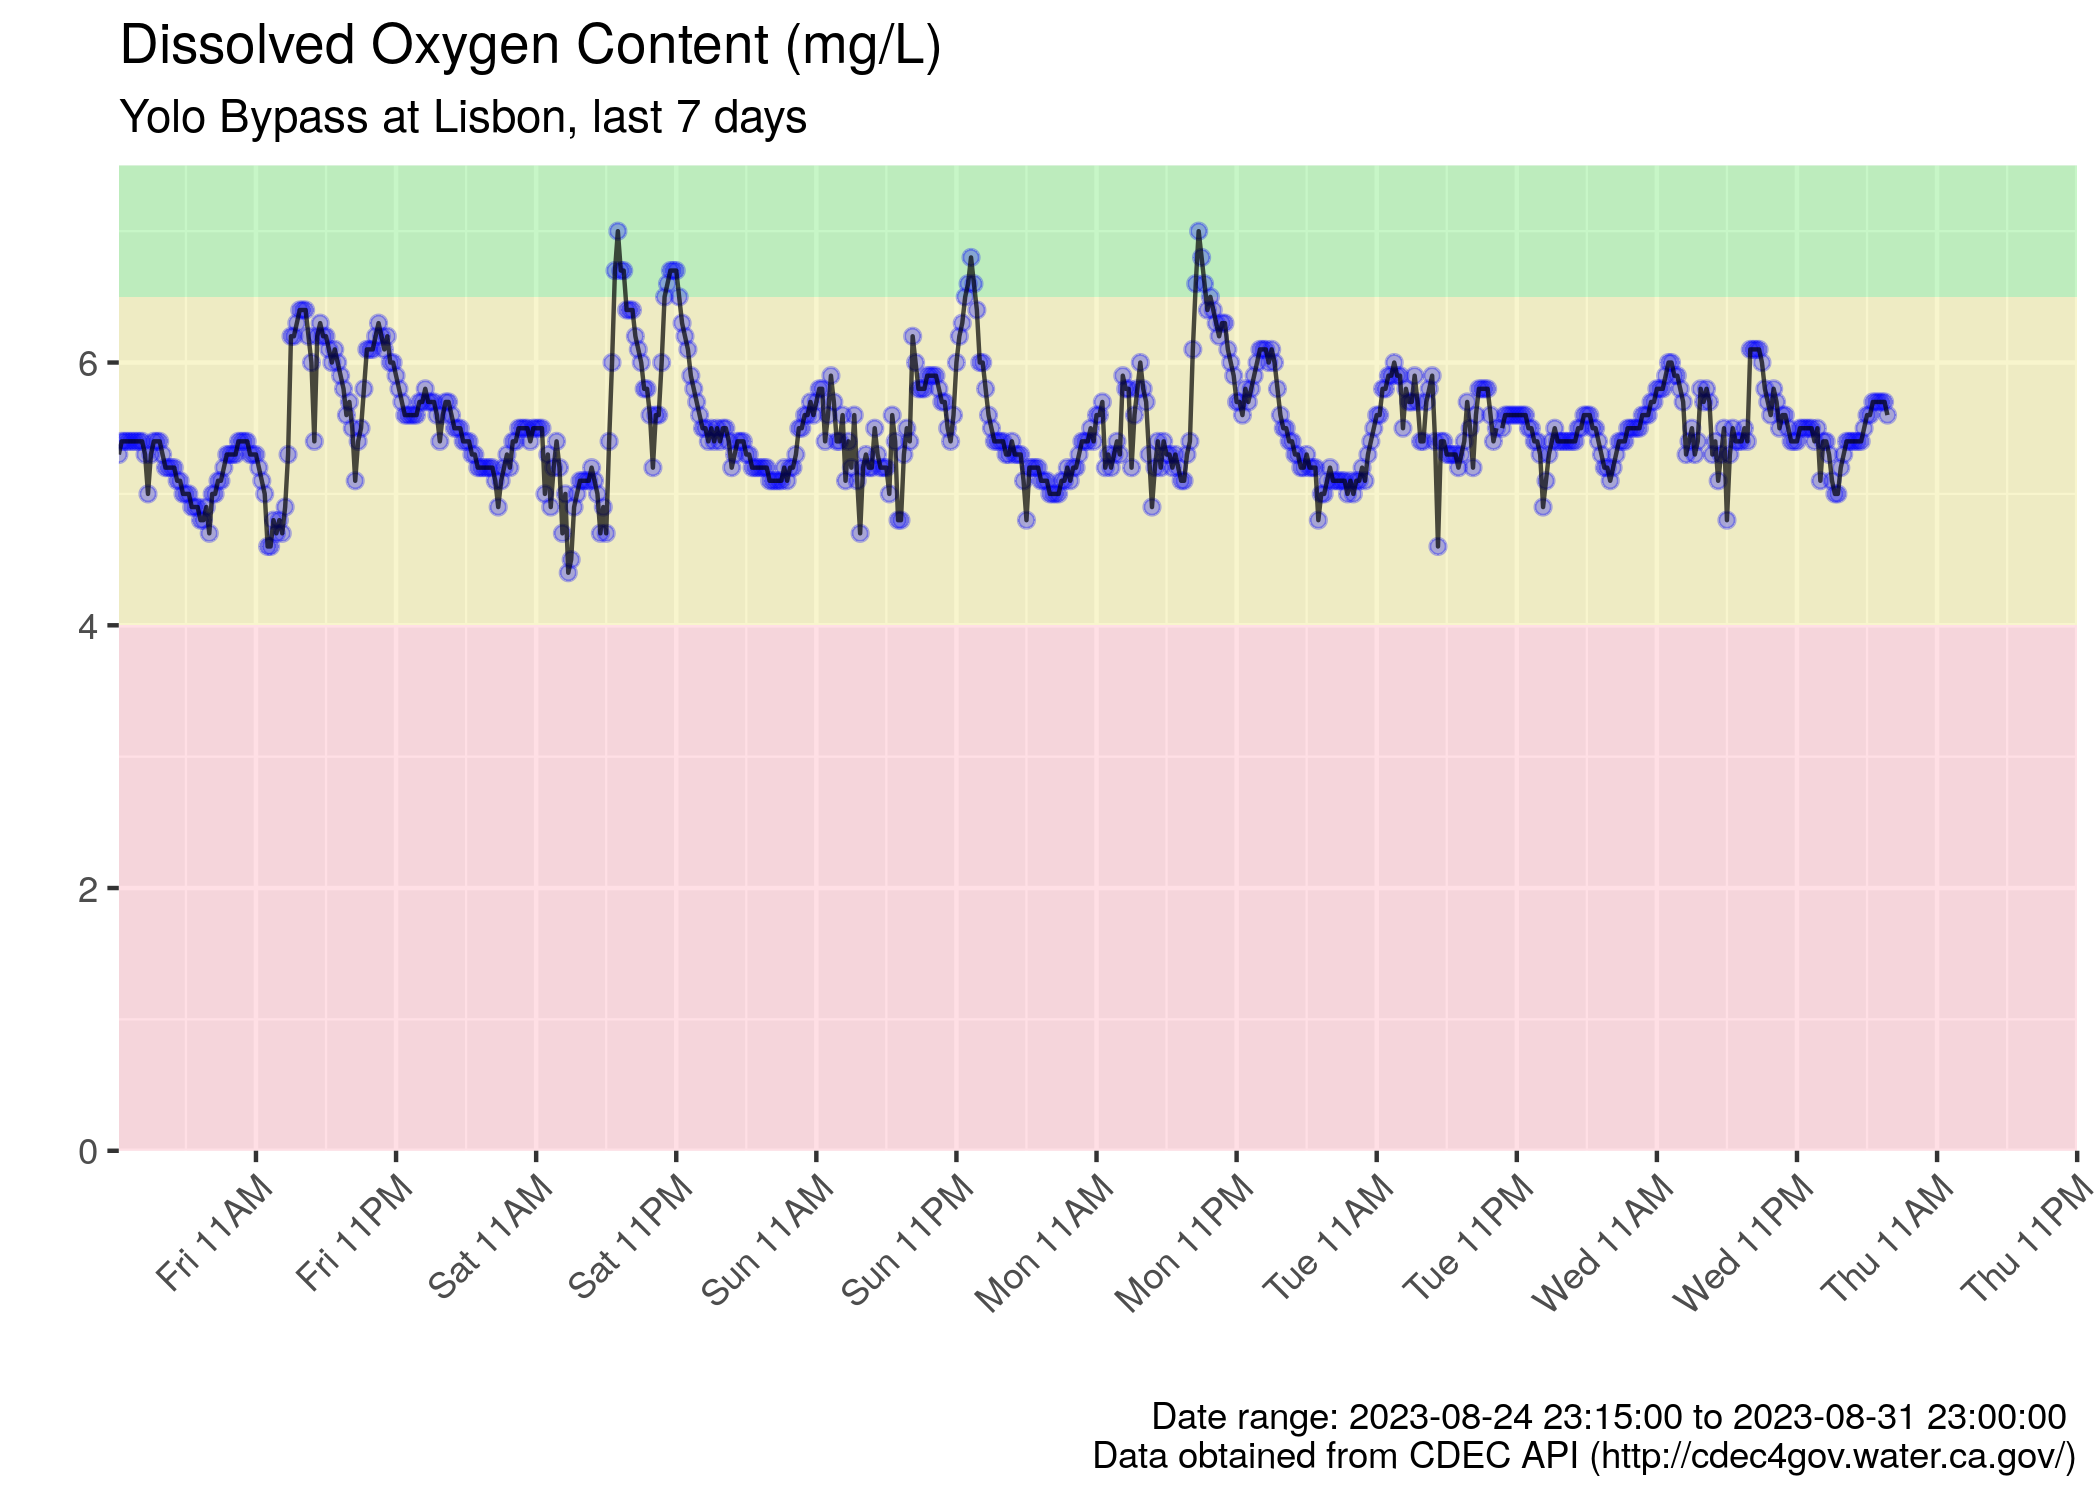 Dissolved Oxygen Content (mg/L)
Yolo Bypass at Lisbon, last 7 days
6
4
2
0
Fri 11AM
Fri 11PM
Sat 11AM
Sat 11PM
Sun 11AM
Sun 11PM
Mon 11AM
Mon 11PM
Tue 11AM
Tue 11PM
Wed 11AM
Wed 11PM
Thu 11AM
Thu 11PM
Date range: 2023-08-24 23:15:00 to 2023-08-31 23:00:00
Data obtained from CDEC API (http://cdec4gov.water.ca.gov/)